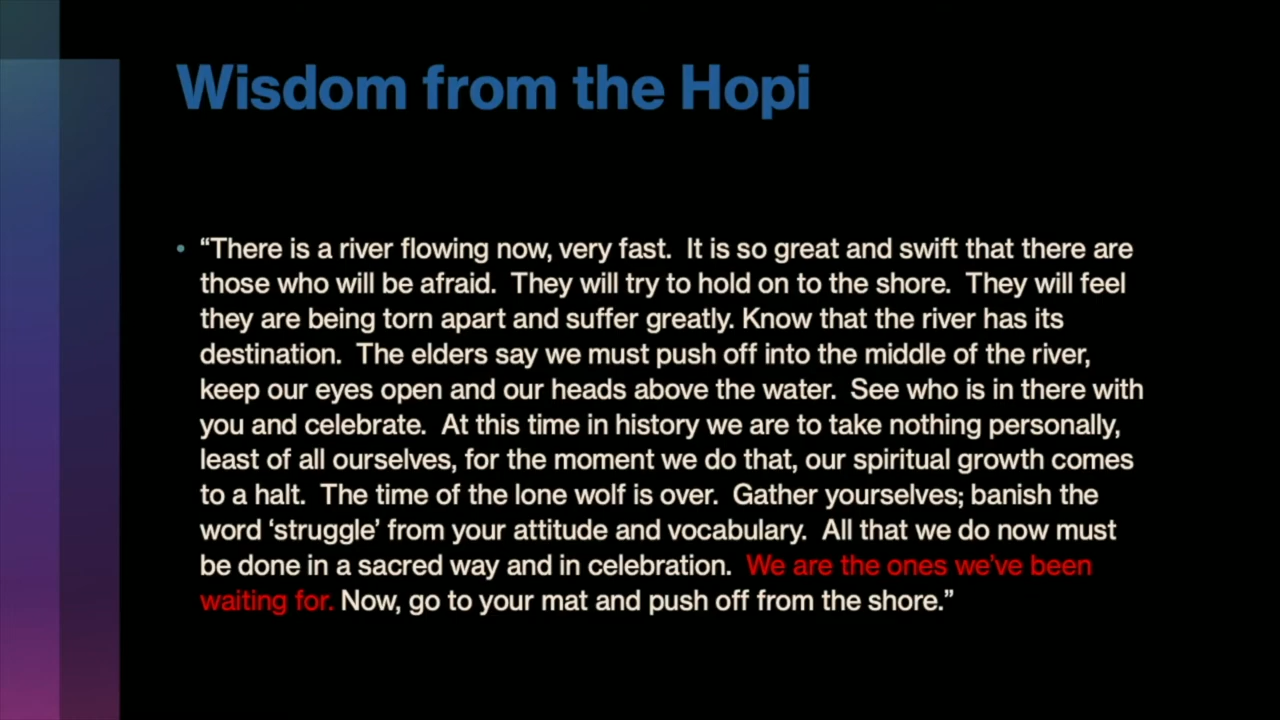 Wisdom from the Hopi
• “There is a river flowing now, very fast.  It is so great and swift that there are
those who will be afraid.  They will try to hold on to the shore.  They will feel
they are being torn apart and suffer greatly. Know that the river has its
destination.  The elders say we must push off into the middle of the river,
keep our eyes open and our heads above the water.  See who is in there with
you and celebrate.  At this time in history we are to take nothing personally,
least of all ourselves, for the moment we do that, our spiritual growth comes
to a halt.  The time of the lone wolf is over.  Gather yourselves; banish the
word ‘struggle’ from your attitude and vocabulary.  All that we do now must
be done in a sacred way and in celebration.  We are the ones we’ve been
waiting for. Now, go to your mat and push off from the shore.”